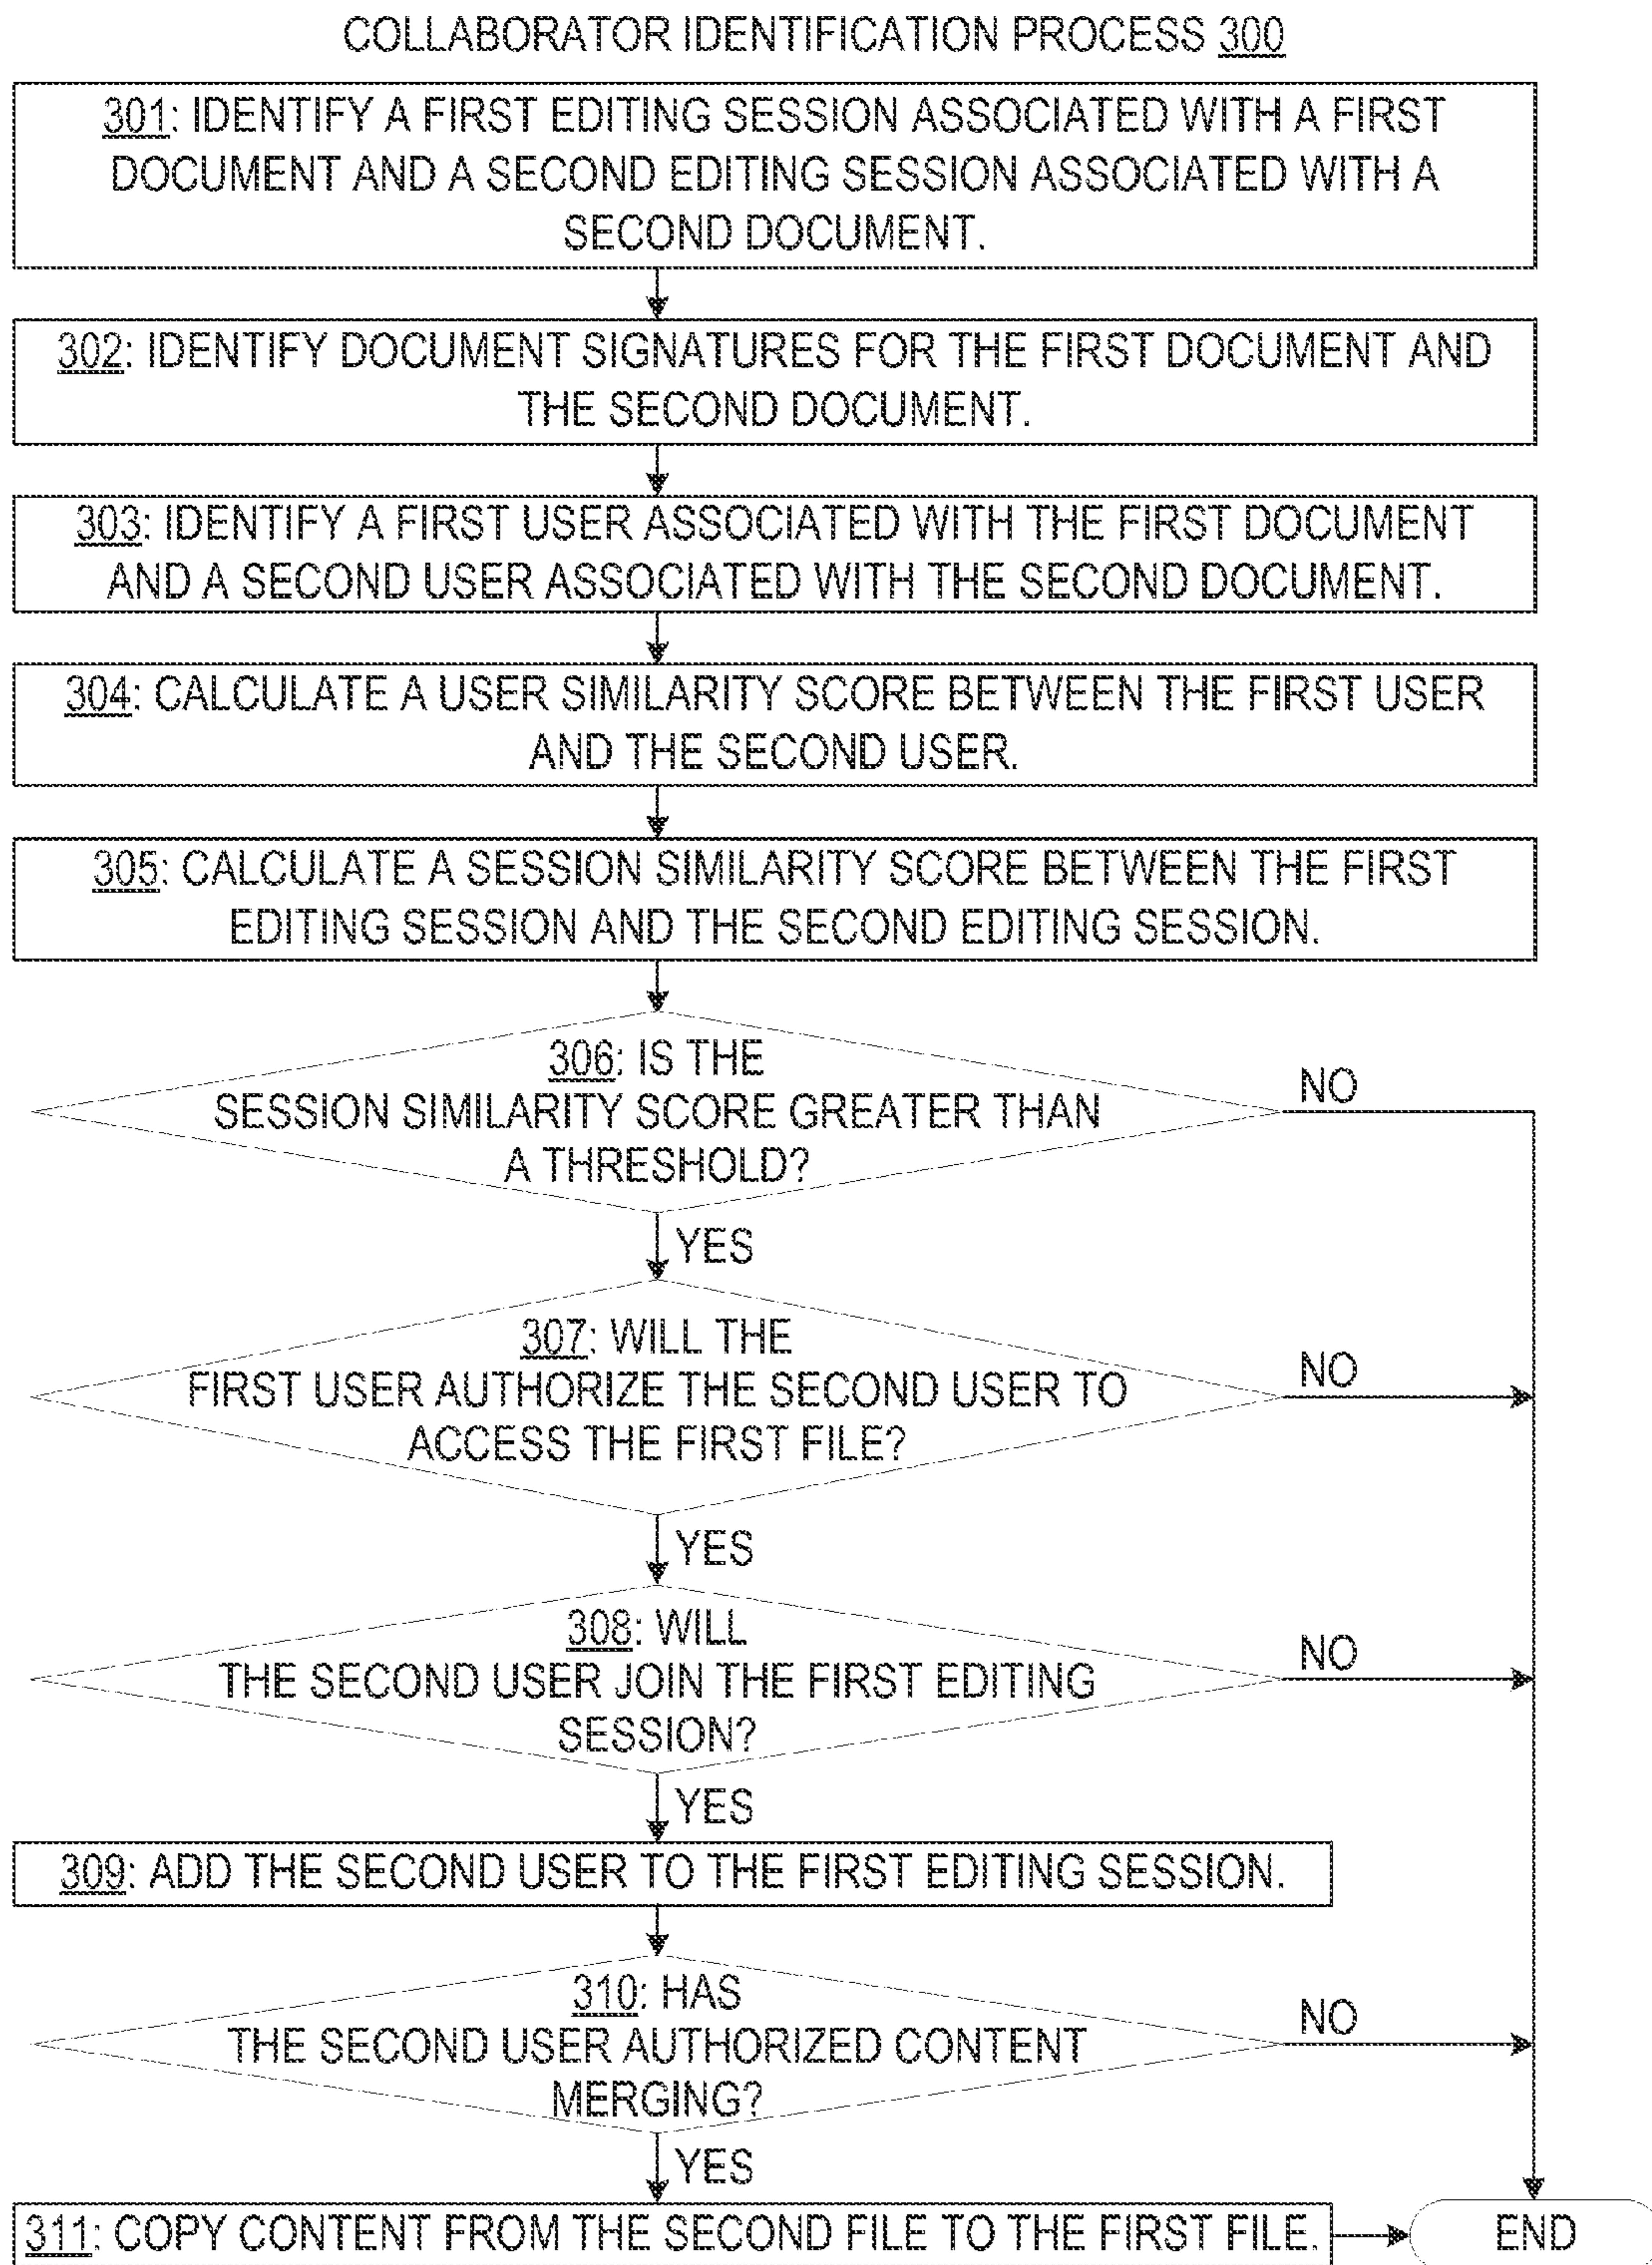 COLLABORATOR IDENTIFICATION PROCESS 300
301: IDENTIFY A FIRST EDITING SESSION ASSOCIATED WITH A FIRST
DOCUMENT AND A SECOND EDITING SESSION ASSOCIATED WITH A
SECOND DOCUMENT.
302: IDENTIFY DOCUMENT SIGNATURES FOR THE FIRST DOCUMENT AND
THE SECOND DOCUMENT.
303: IDENTIFY A FIRST USER ASSOCIATED WITH THE FIRST DOCUMENT
AND A SECOND USER ASSOCIATED WITH THE SECOND DOCUMENT.
304: CALCULATE A USER SIMILARITY SCORE BETWEEN THE FIRST USER
AND THE SECOND USER.
305: CALCULATE A SESSION SIMILARITY SCORE BETWEEN THE FIRST
EDITING SESSION AND THE SECOND EDITING SESSION.
306: IS THE
SESSION SIMILARITY SCORE GREATER THAN
A THRESHOLD?
NO
YES
307: WILL THE
FIRST USER AUTHORIZE THE SECOND USER TO
ACCESS THE FIRST FILE?
NO
YES
308: WILL
THE SECOND USER JOIN THE FIRST EDITING
SESSION?
NO
YES
309: ADD THE SECOND USER TO THE FIRST EDITING SESSION.
310: HAS
THE SECOND USER AUTHORIZED CONTENT
MERGING?
NO
YES
311: COPY CONTENT FROM THE SECOND FILE TO THE FIRST FILE.
END